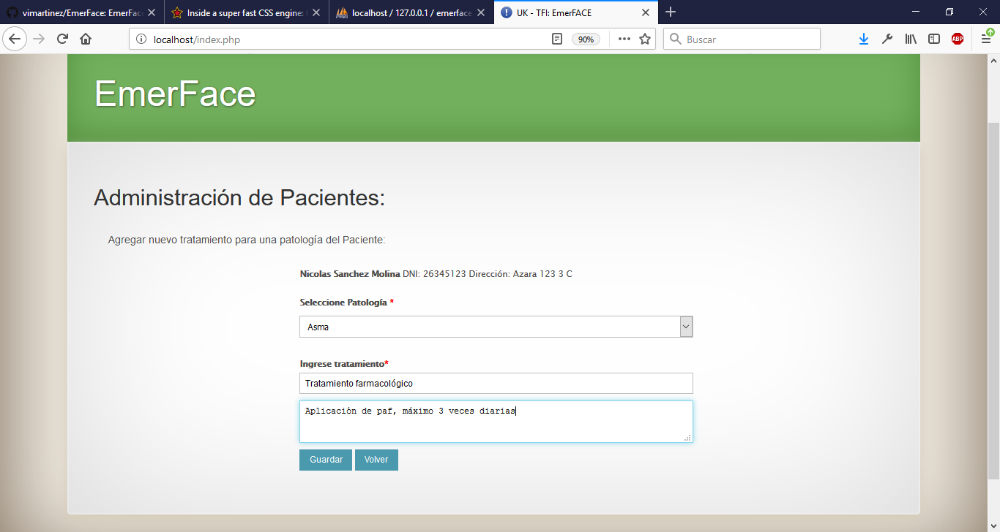 vimartinez/EmerFace: EmerFac
Inside a super fast CSS engine:
localhost / 127.0.0.1 / emerface
UK - TFI: EmerFACE
localhost/index.php
90%
Buscar
ABP
EmerFace
Administración de Pacientes:
Agregar nuevo tratamiento para una patología del Paciente:
Nicolas Sanchez Molina DNI: 26345123 Dirección: Azara 123 3 C
Seleccione Patología *
Asma
Ingrese tratamiento*
Tratamiento farmacológico
Aplicación de paf, máximo 3 veces diarias
Guardar Volver